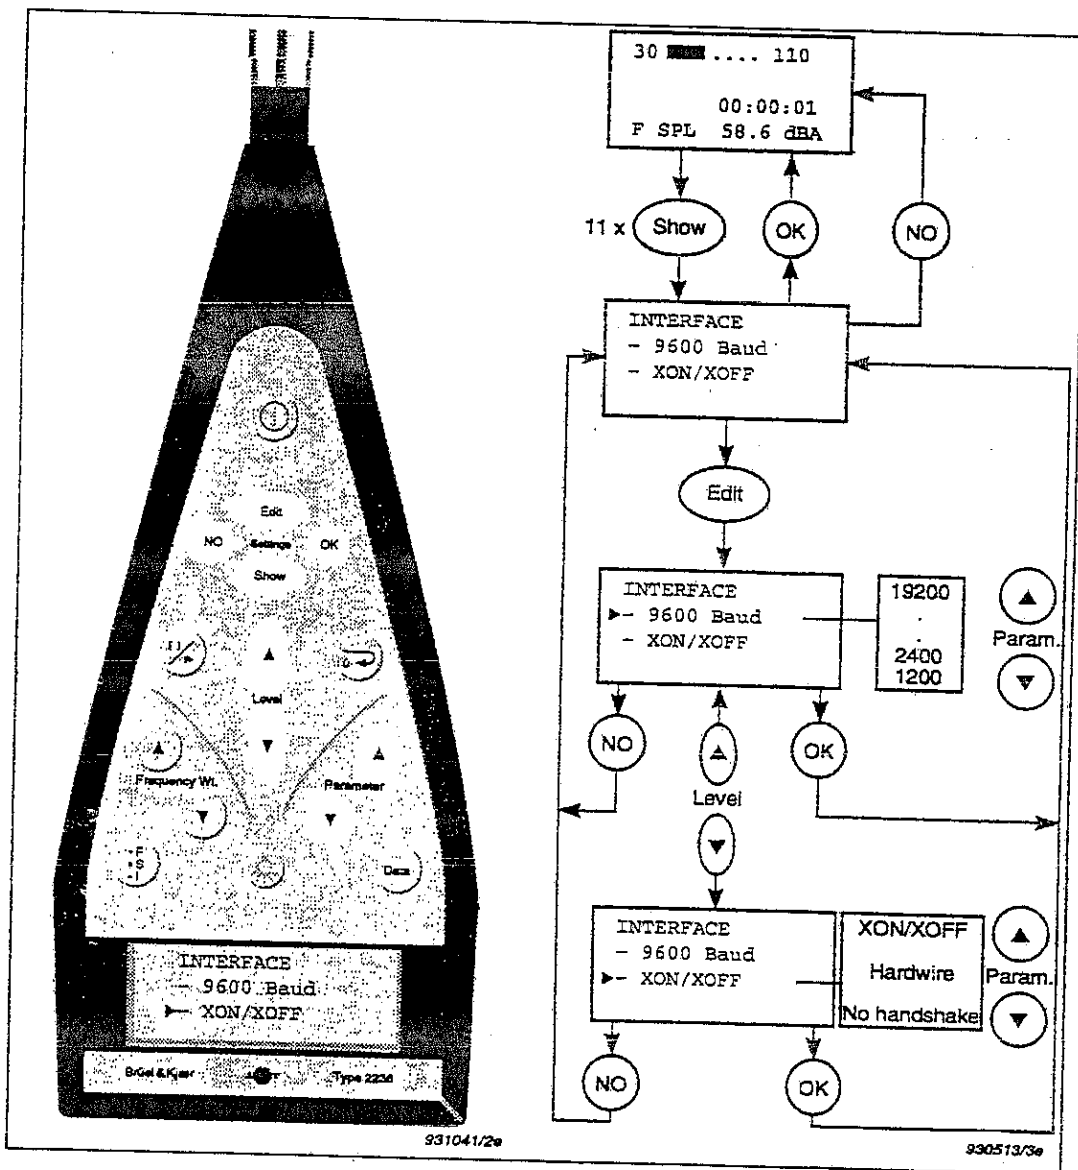 Edit
NO
Settings
OK
Show
Level
Frequency Wt.
Parameter
F
S
I
Data
INTERFACE
- 9600 Baud
- XON/XOFF
Brüel & Kjær
931041/2e
30 .... 110
00:00:01
F SPL 58.6 dBA
11 x Show
OK
NO
INTERFACE
- 9600 Baud
- XON/XOFF
Edit
INTERFACE
- 9600 Baud
- XON/XOFF
19200
.
.
2400
1200
Param.
NO
Level
OK
INTERFACE
- 9600 Baud
- XON/XOFF
XON/XOFF
Hardwire
No handshake
Param.
NO
OK
930513/3e